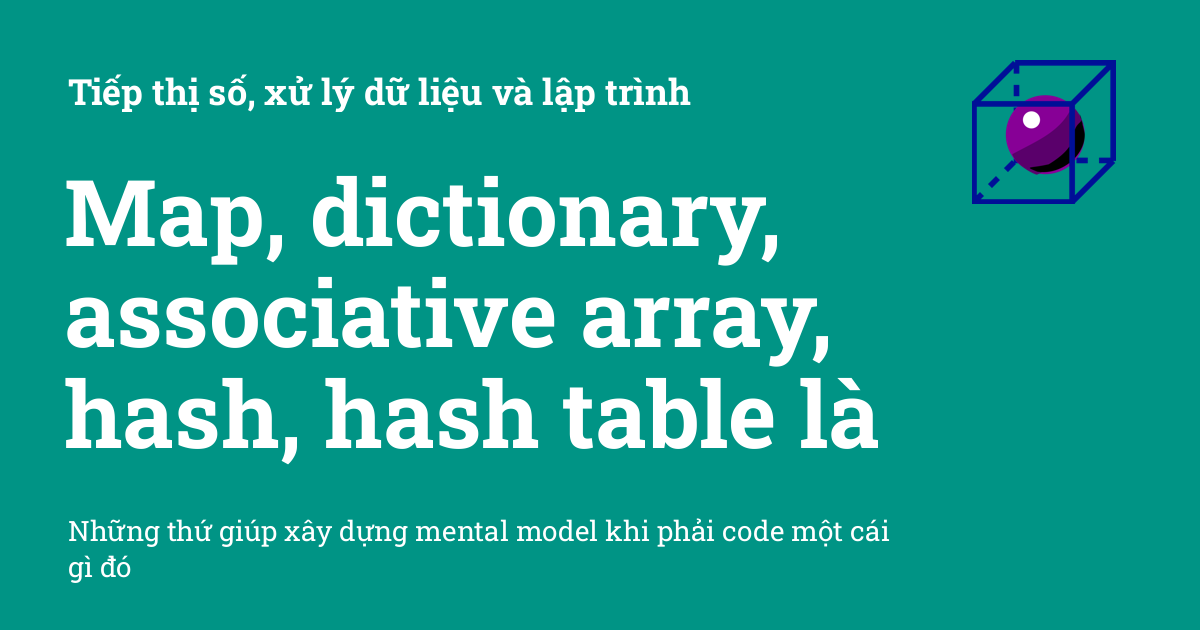 Tiếp thị số, xử lý dữ liệu và lập trình
Map, dictionary,
associative array,
hash, hash table là
Những thứ giúp xây dựng mental model khi phải code một cái
gì đó